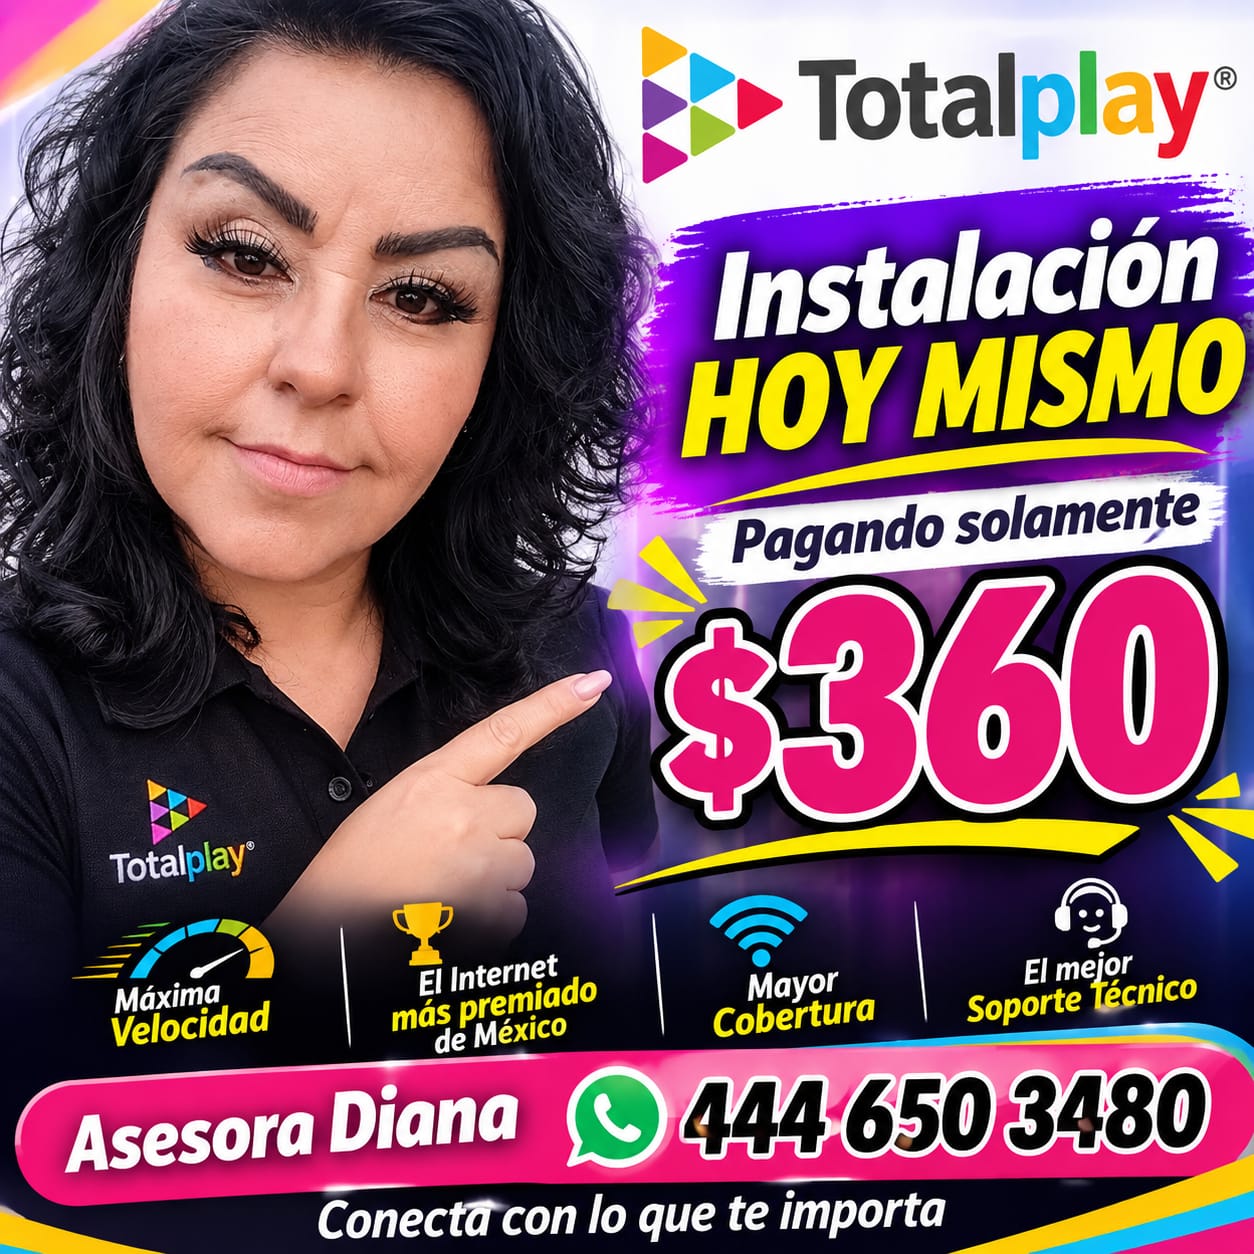 Totalplay®
Instalación
HOY MISMO
Pagando solamente
$360
Totalplay®
Máxima
Velocidad
El Internet
más premiado
de México
Mayor
Cobertura
El mejor
Soporte Técnico
Asesora Diana
444 650 3480
Conecta con lo que te importa